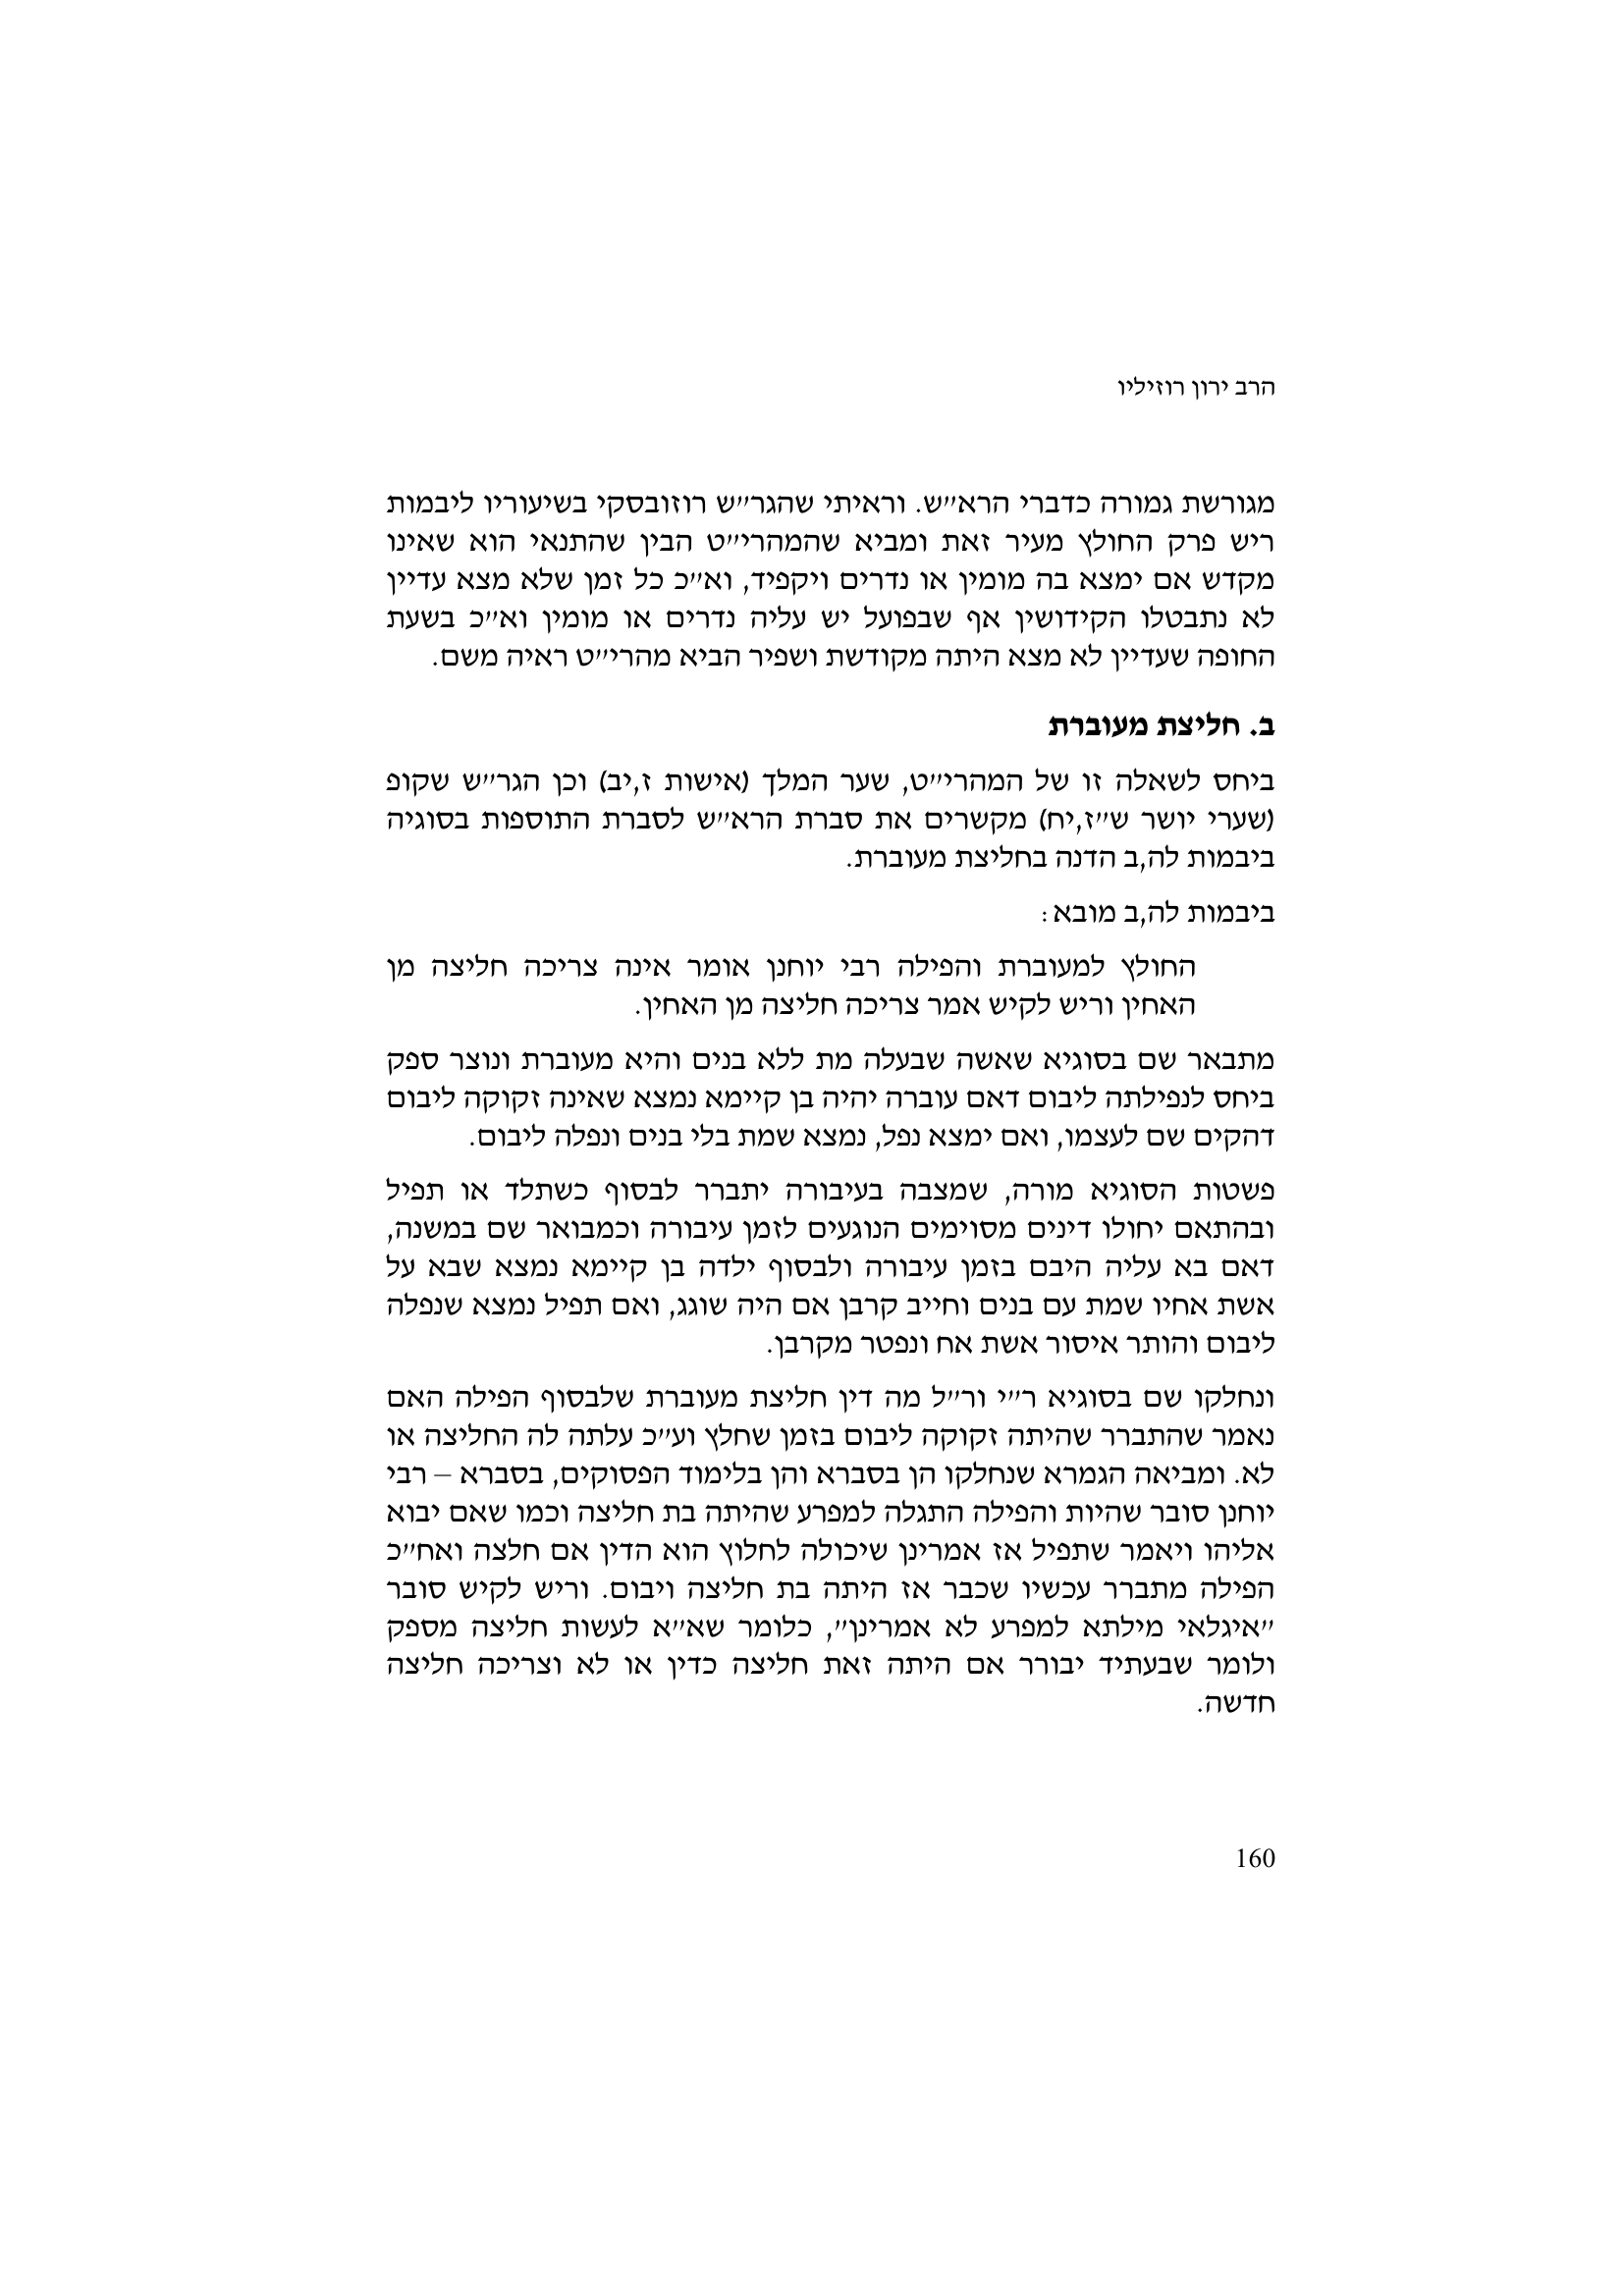 הרב ירון רוזיליו
מגורשת גמורה כדברי הרא״ש. וראיתי שהגר״ש רוזובסקי בשיעוריו ליבמות
ריש פרק החולץ מעיר זאת ומביא שהמהרי״ט הבין שהתנאי הוא שאינו
מקדש אם ימצא בה מומין או נדרים ויקפיד, וא״כ כל זמן שלא מצא עדיין
לא נתבטלו הקידושין אף שבפועל יש עליה נדרים או מומין וא״כ בשעת
החופה שעדיין לא מצא היתה מקודשת ושפיר הביא מהרי״ט ראיה משם.
ב. חליצת מעוברת
ביחס לשאלה זו של המהרי״ט, שער המלך (אישות ז,יב) וכן הגר״ש שקופ
(שערי יושר ש״ז,יח) מקשרים את סברת הרא״ש לסברת התוספות בסוגיה
ביבמות לה,ב הדנה בחליצת מעוברת.
ביבמות לה,ב מובא:
החולץ למעוברת והפילה רבי יוחנן אומר אינה צריכה חליצה מן
האחין וריש לקיש אמר צריכה חליצה מן האחין.
מתבאר שם בסוגיא שאשה שבעלה מת ללא בנים והיא מעוברת ונוצר ספק
ביחס לנפילתה ליבום דאם עוברה יהיה בן קיימא נמצא שאינה זקוקה ליבום
דהקים שם לעצמו, ואם ימצא נפל, נמצא שמת בלי בנים ונפלה ליבום.
פשטות הסוגיא מורה, שמצבה בעיבורה יתברר לבסוף כשתלד או תפיל
ובהתאם יחולו דינים מסוימים הנוגעים לזמן עיבורה וכמבואר שם במשנה,
דאם בא עליה היבם בזמן עיבורה ולבסוף ילדה בן קיימא נמצא שבא על
אשת אחיו שמת עם בנים וחייב קרבן אם היה שוגג, ואם תפיל נמצא שנפלה
ליבום והותר איסור אשת אח ונפטר מקרבן.
ונחלקו שם בסוגיא ר״י ור״ל מה דין חליצת מעוברת שלבסוף הפילה האם
נאמר שהתברר שהיתה זקוקה ליבום בזמן שחלץ וע״כ עלתה לה החליצה או
לא. ומביאה הגמרא שנחלקו הן בסברא והן בלימוד הפסוקים, בסברא – רבי
יוחנן סובר שהיות והפילה התגלה למפרע שהיתה בת חליצה וכמו שאם יבוא
אליהו ויאמר שתפיל אז אמרינן שיכולה לחלוץ הוא הדין אם חלצה ואח״כ
הפילה מתברר עכשיו שכבר אז היתה בת חליצה ויבום. וריש לקיש סובר
״איגלאי מילתא למפרע לא אמרינן״, כלומר שא״א לעשות חליצה מספק
ולומר שבעתיד יבורר אם היתה זאת חליצה כדין או לא וצריכה חליצה
חדשה.
160